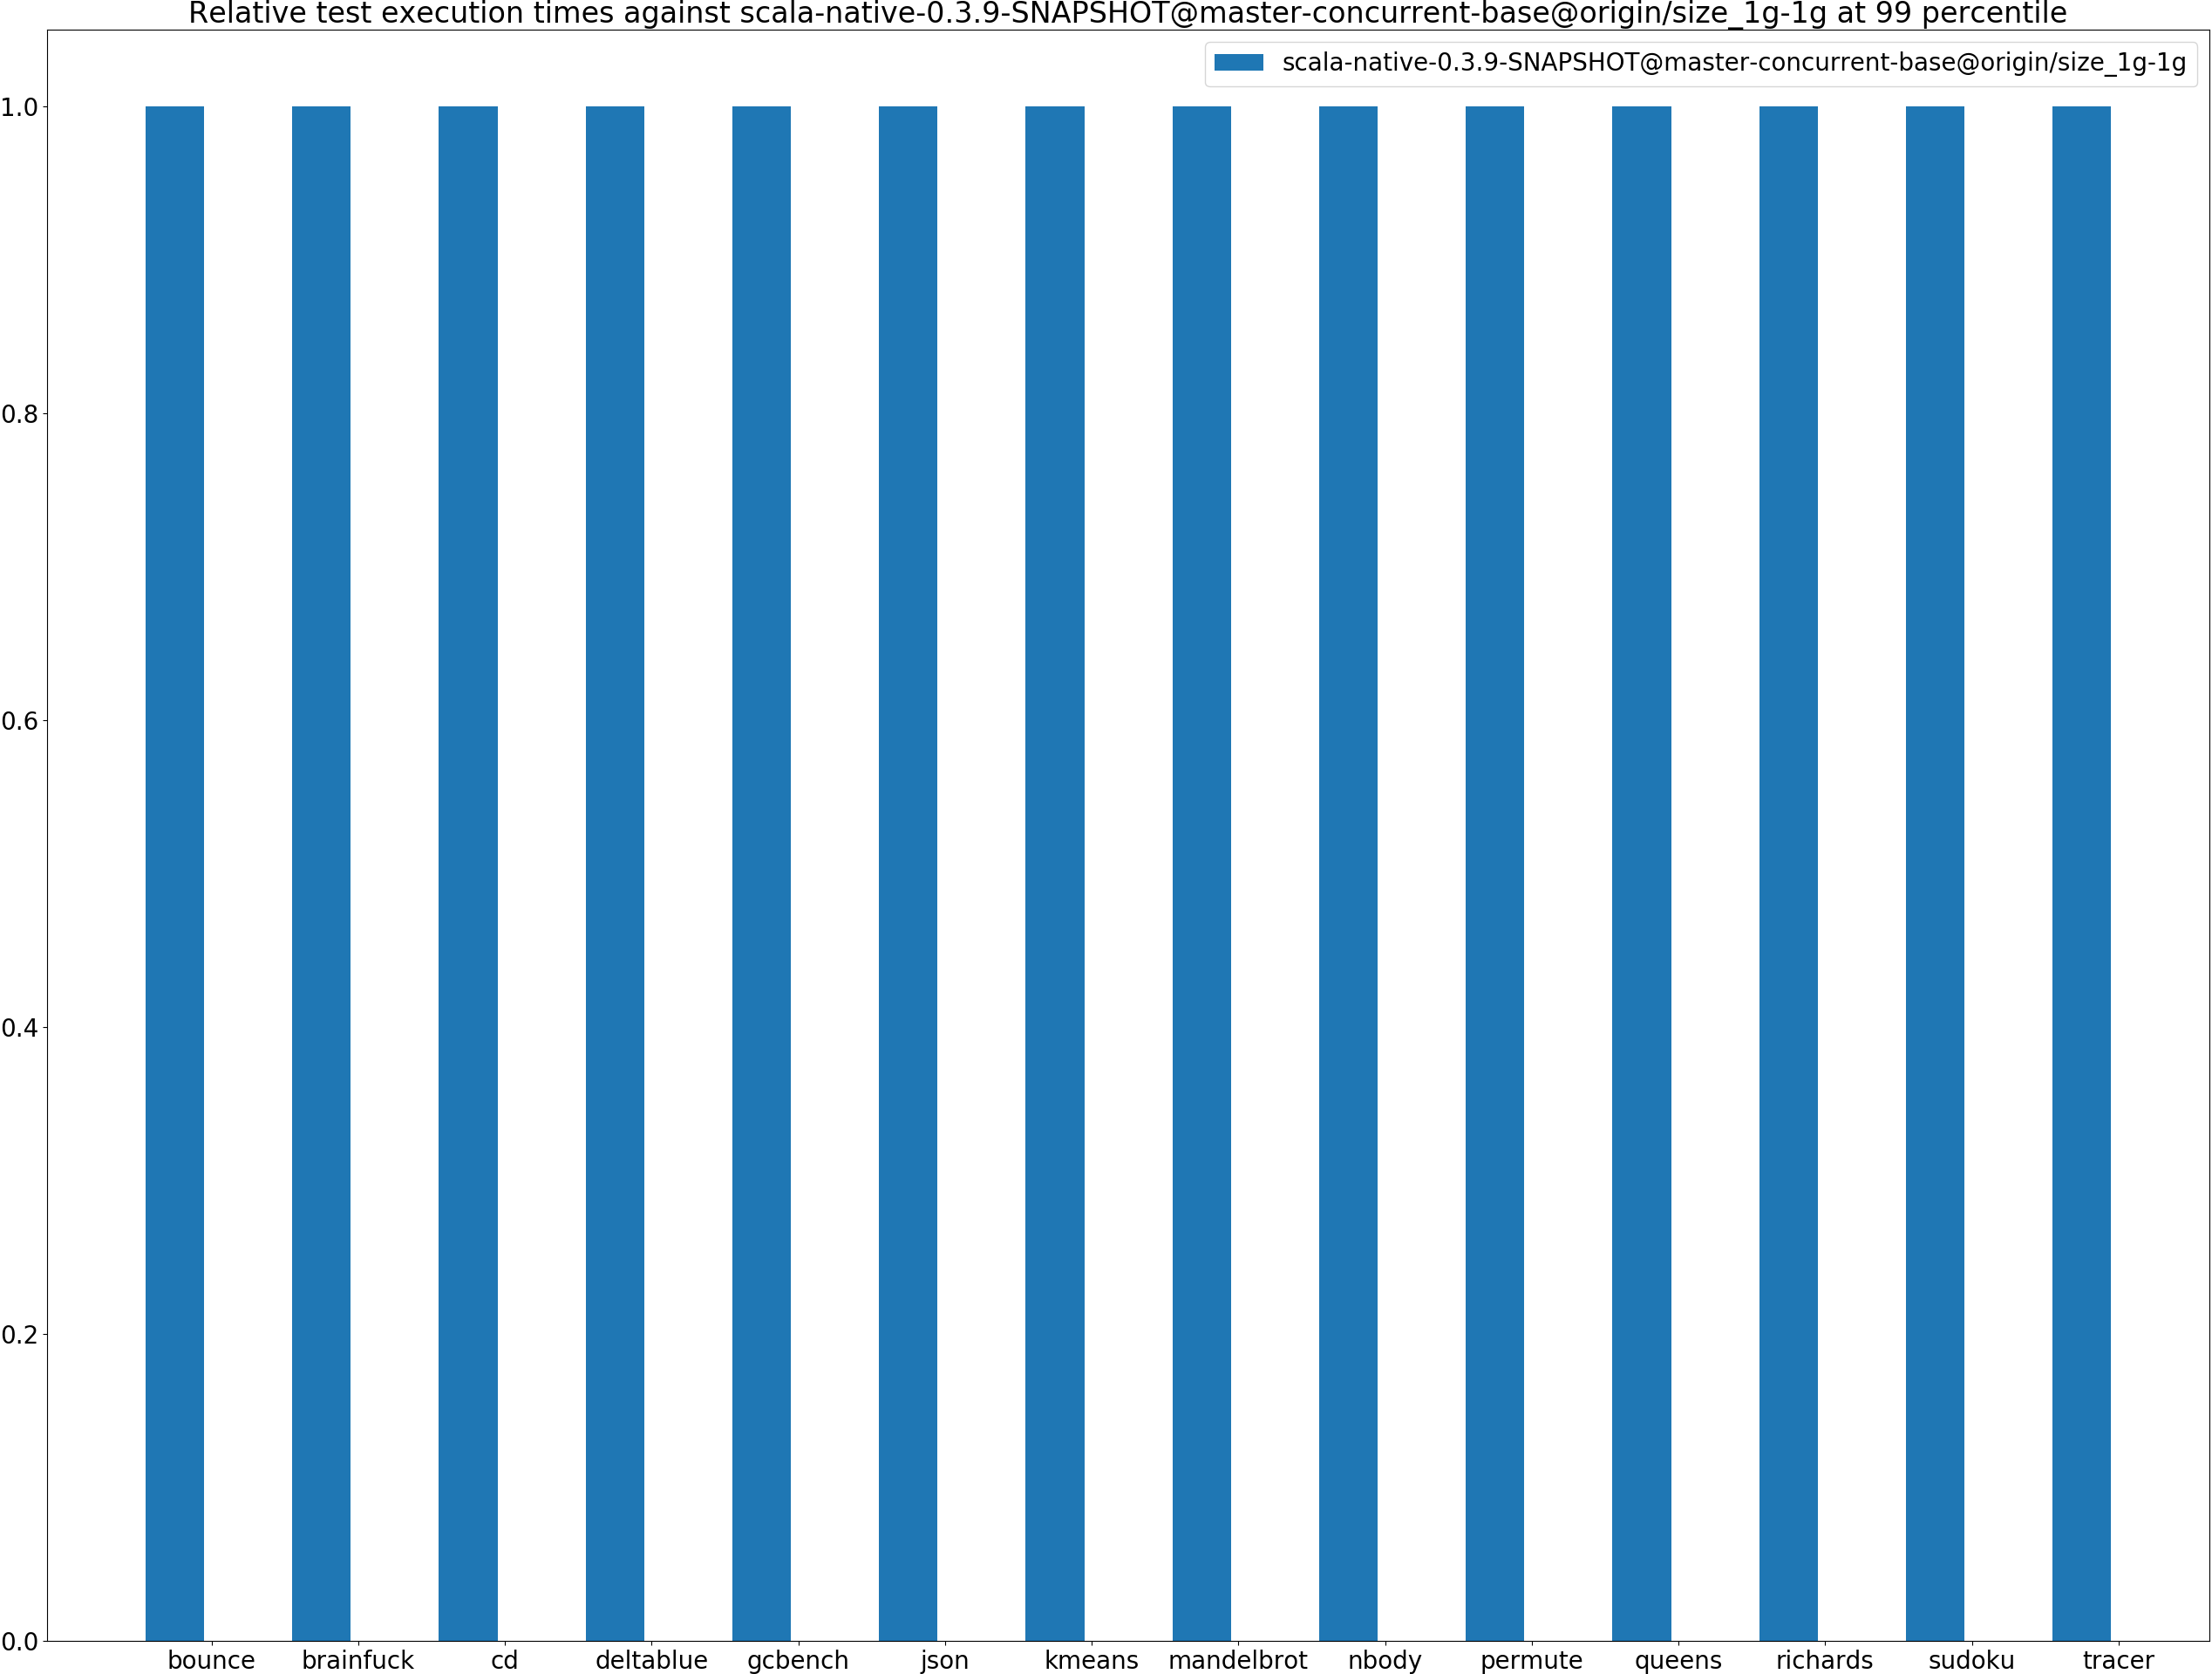 Relative test execution times against scala-native-0.3.9-SNAPSHOT@master-concurrent-base@origin/size_1g-1g at 99 percentile
scala-native-0.3.9-SNAPSHOT@master-concurrent-base@origin/size_1g-1g
1.0
0.8
0.6
0.4
0.2
0.0
bounce brainfuck cd deltablue gcbench json kmeans mandelbrot nbody permute queens richards sudoku tracer